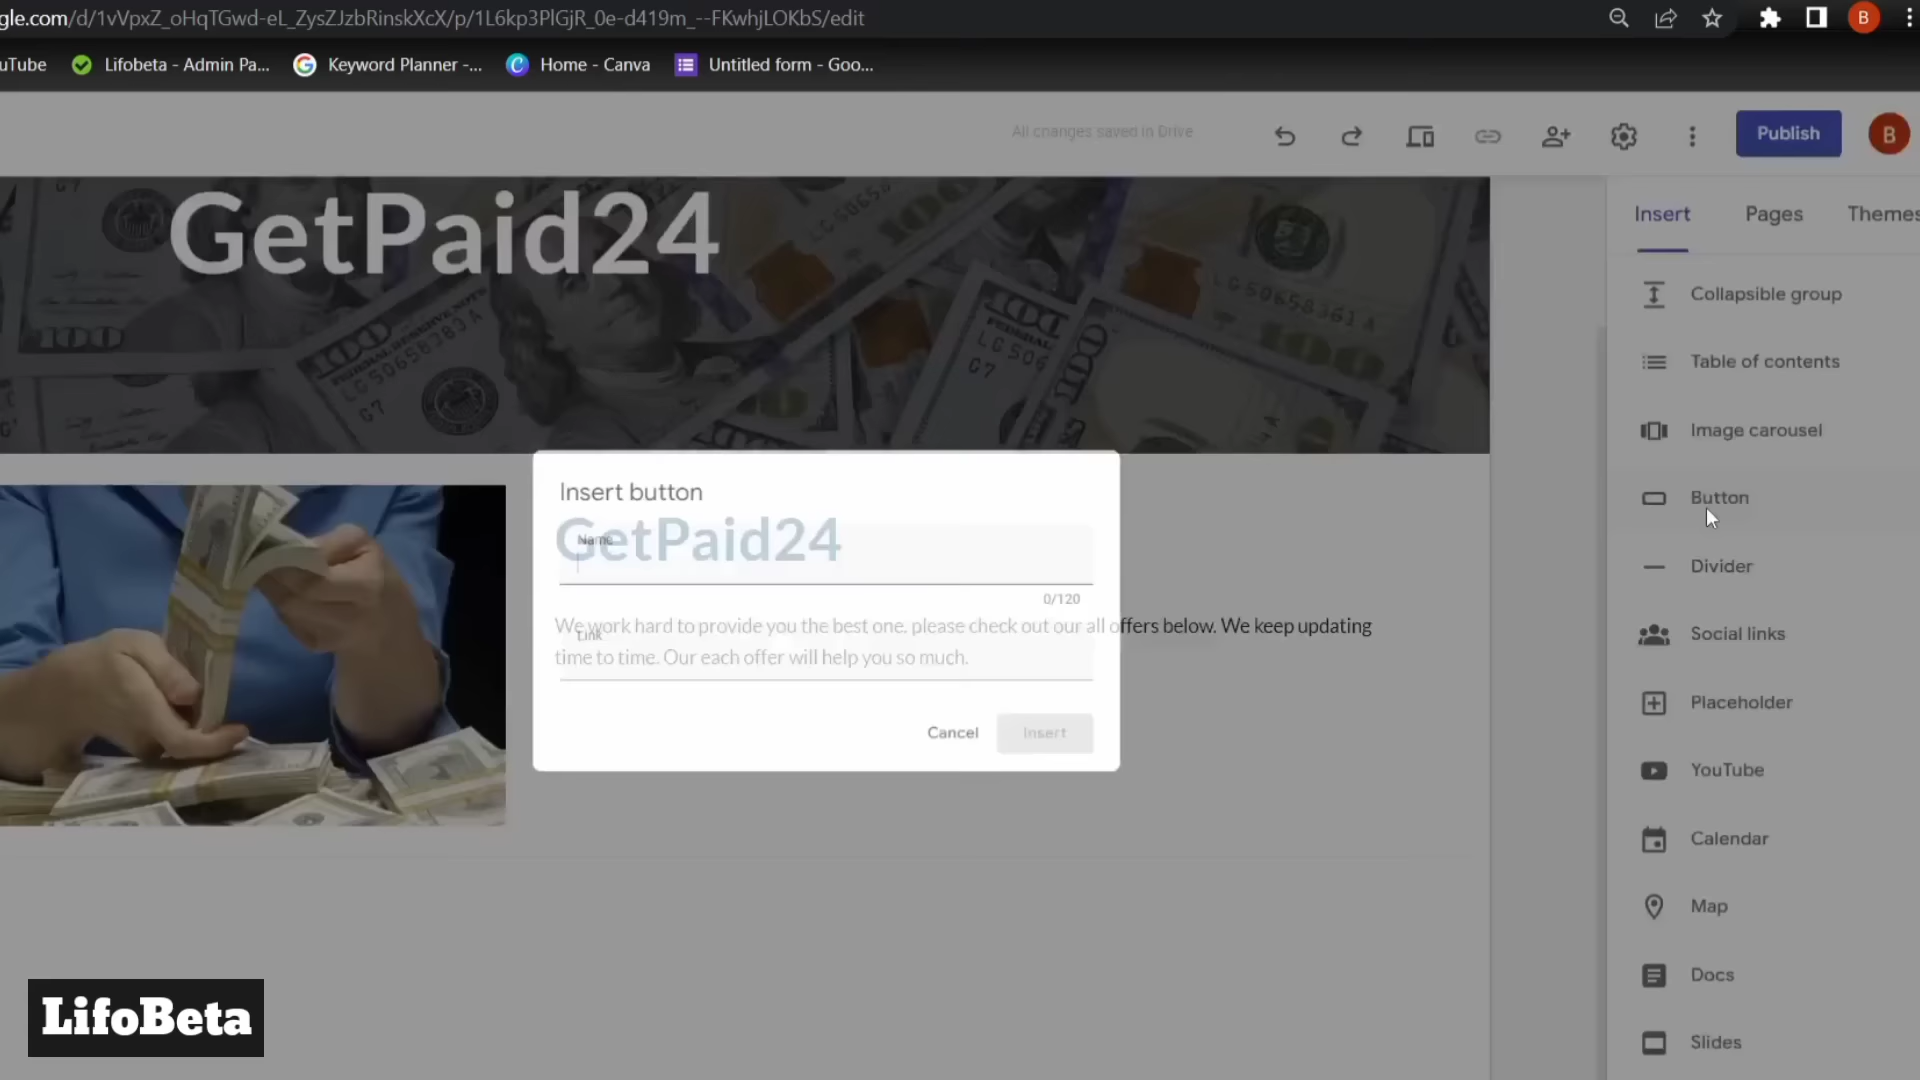 gle.com/d/1vVpxZ_oHqTGwd-eL_ZysZJzbRinskXcX/p/1L6kp3PlGjR_0e-d419m_--FKwhjLOKbS/edit
B
uTube
Lifobeta - Admin Pa...
Keyword Planner -...
Home - Canva
Untitled form - Goo...
All changes saved in Drive
Publish
B
GetPaid24
Insert
Pages
Themes
Collapsible group
Table of contents
Image carousel
Button
Divider
Social links
Placeholder
YouTube
Calendar
Map
Docs
Slides
Insert button
GetPaid24
Name
0/120
We work hard to provide you the best one. please check out our all offers below. We keep updating
Link
time to time. Our each offer will help you so much.
Cancel
Insert
LifoBeta